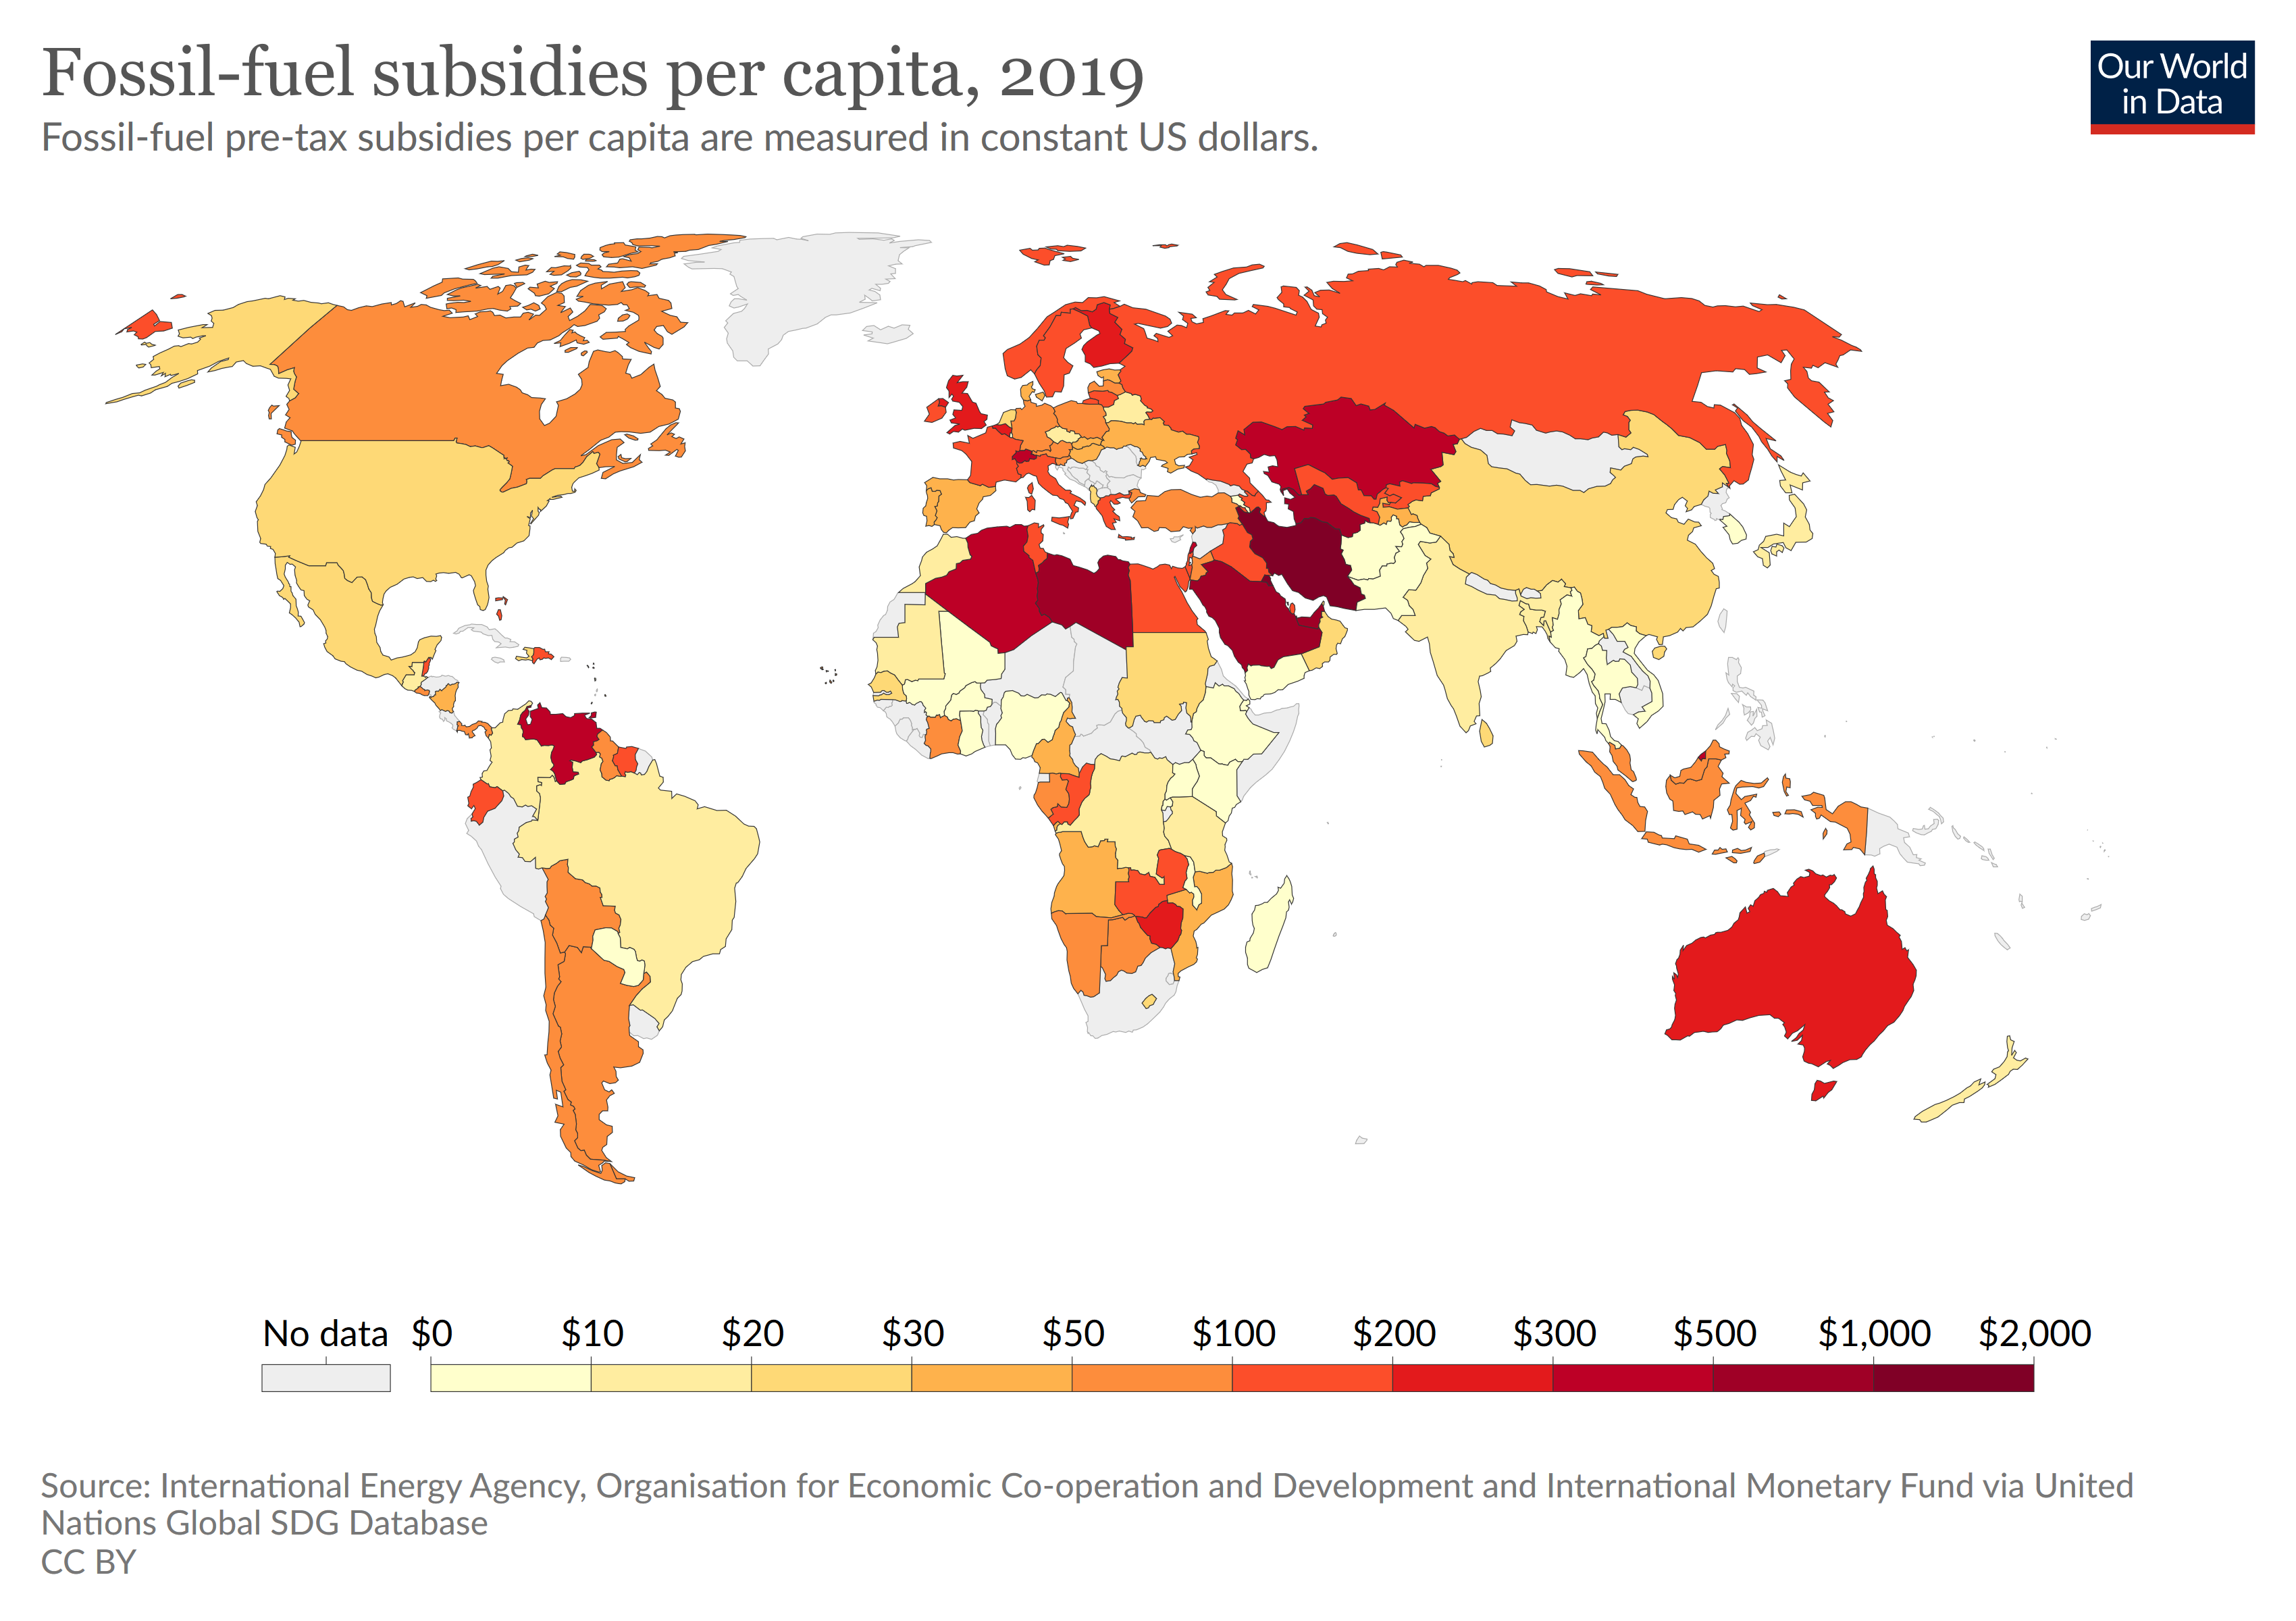 Fossil-fuel subsidies per capita, 2019
Our World
in Data
Fossil-fuel pre-tax subsidies per capita are measured in constant US dollars.
No data $0 $10 $20 $30 $50 $100 $200 $300 $500 $1,000 $2,000
Source: International Energy Agency, Organisation for Economic Co-operation and Development and International Monetary Fund via United
Nations Global SDG Database
CC BY